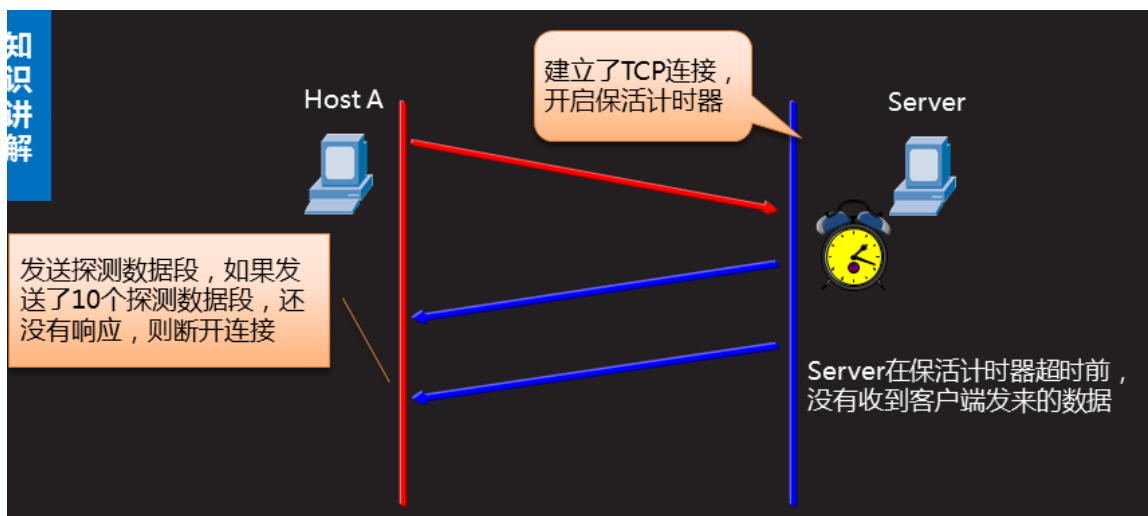 知识讲解
建立了TCP连接，
开启保活计时器
Host A
Server
发送探测数据段，如果发
送了10个探测数据段，还
没有响应，则断开连接
Server在保活计时器超时前，
没有收到客户端发来的数据